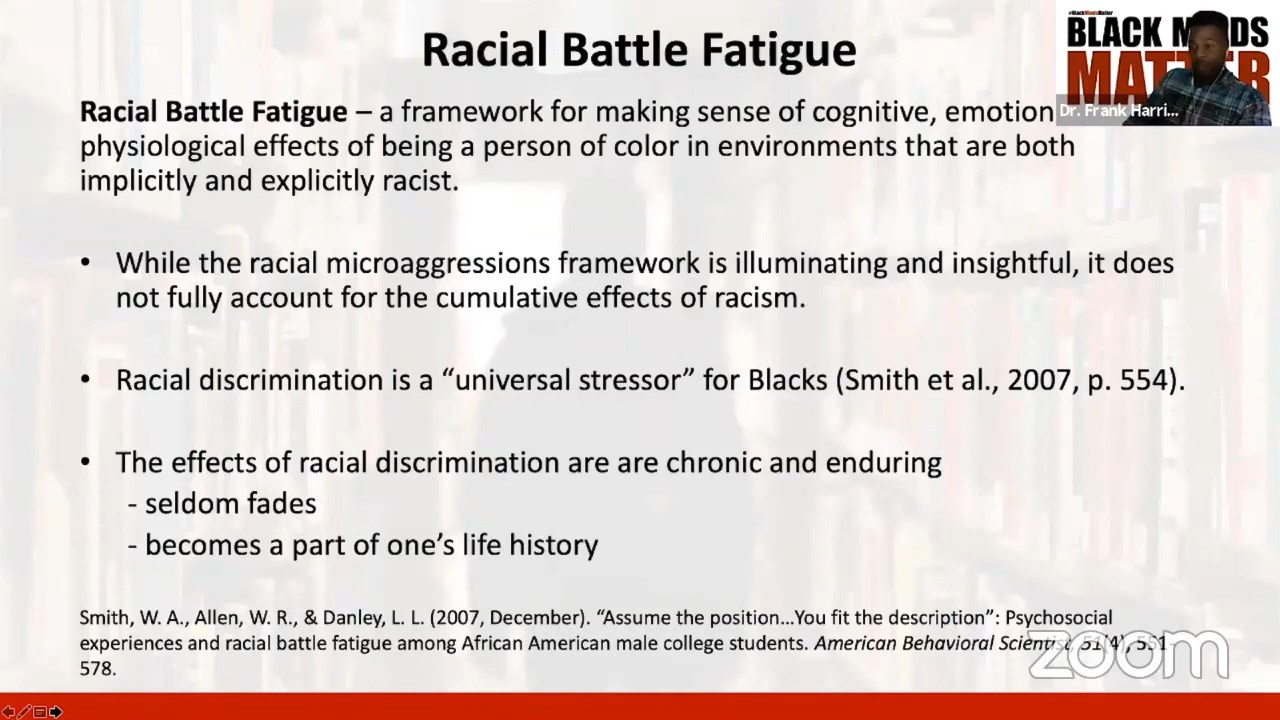 Racial Battle Fatigue
#BlackMindsMatter
BLACK M DS
MATTER
Dr. Frank Harri...
Racial Battle Fatigue – a framework for making sense of cognitive, emotion
physiological effects of being a person of color in environments that are both
implicitly and explicitly racist.
• While the racial microaggressions framework is illuminating and insightful, it does
not fully account for the cumulative effects of racism.
• Racial discrimination is a “universal stressor” for Blacks (Smith et al., 2007, p. 554).
• The effects of racial discrimination are are chronic and enduring
- seldom fades
- becomes a part of one’s life history
Smith, W. A., Allen, W. R., & Danley, L. L. (2007, December). “Assume the position...You fit the description”: Psychosocial
experiences and racial battle fatigue among African American male college students. American Behavioral Scientist, 51(4), 551-
578.
zoom